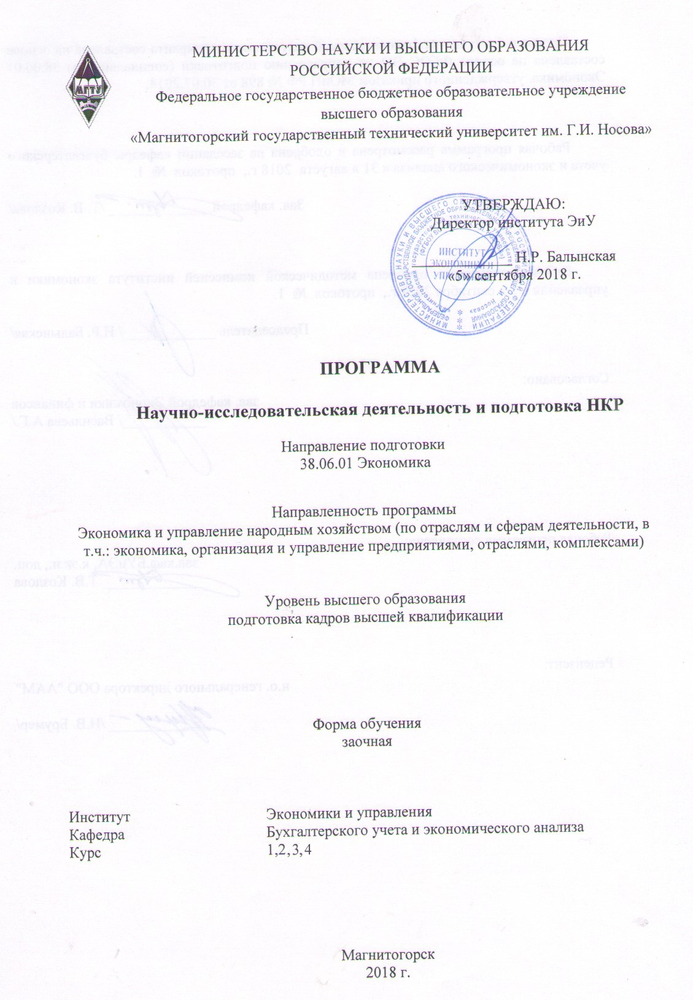 МГТУ
МИНИСТЕРСТВО НАУКИ И ВЫСШЕГО ОБРАЗОВАНИЯ
РОССИЙСКОЙ ФЕДЕРАЦИИ
Федеральное государственное бюджетное образовательное учреждение
высшего образования
«Магнитогорский государственный технический университет им. Г.И. Носова»
УТВЕРЖДАЮ:
Директор института ЭиУ
Н.Р. Балынская
«5» сентября 2018 г.
ИНСТИТУТ
ЭКОНОМИКИ И
УПРАВЛЕНИЯ
ПРОГРАММА
Научно-исследовательская деятельность и подготовка НКР
Направление подготовки
38.06.01 Экономика
Направленность программы
Экономика и управление народным хозяйством (по отраслям и сферам деятельности, в
т.ч.: экономика, организация и управление предприятиями, отраслями, комплексами)
Уровень высшего образования
подготовка кадров высшей квалификации
Форма обучения
заочная
Институт Экономики и управления
Кафедра Бухгалтерского учета и экономического анализа
Курс 1,2,3,4
Магнитогорск
2018 г.